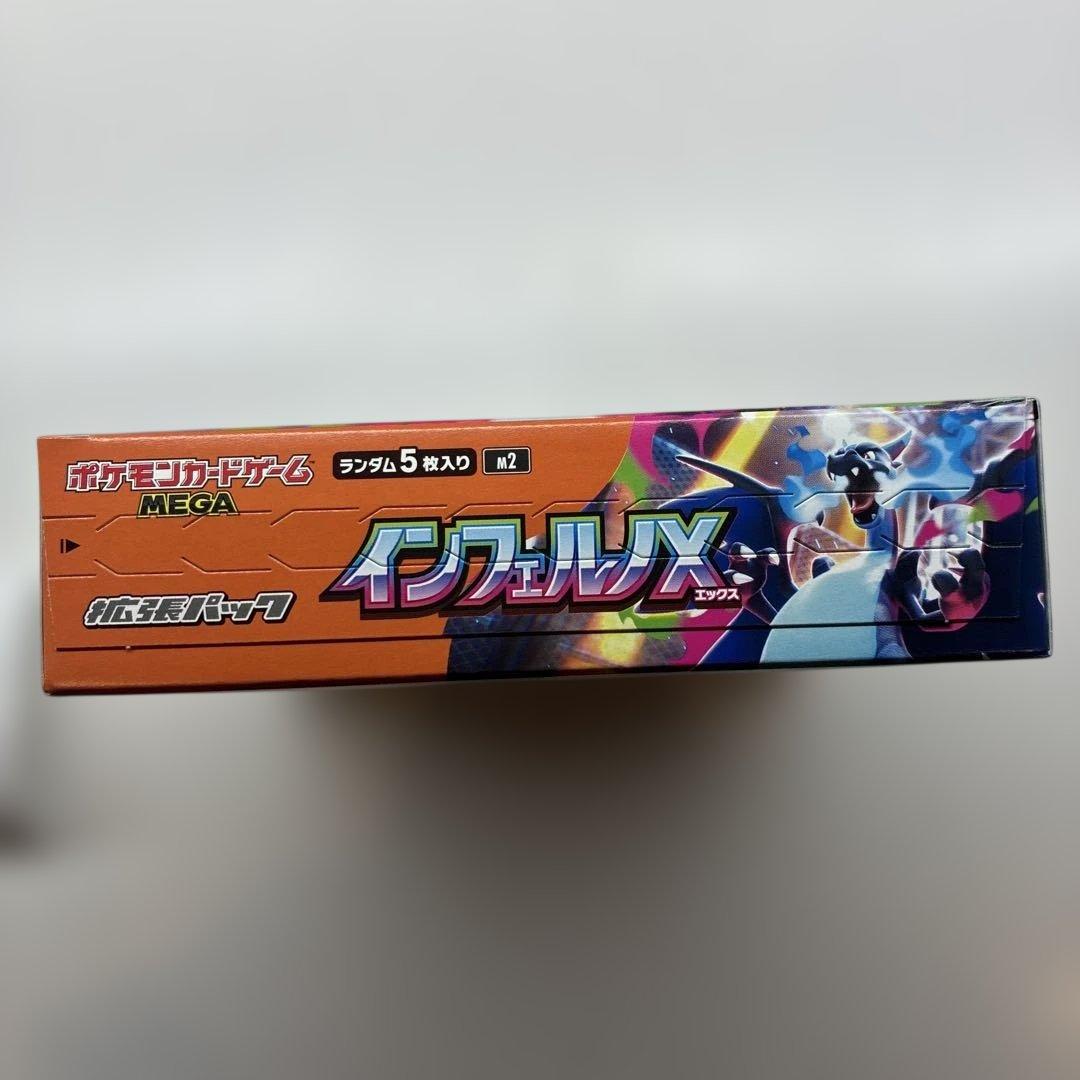 ポケモンカードゲーム
MEGA
ランダム5枚入り M2
インフェルノX
エックス
拡張パック